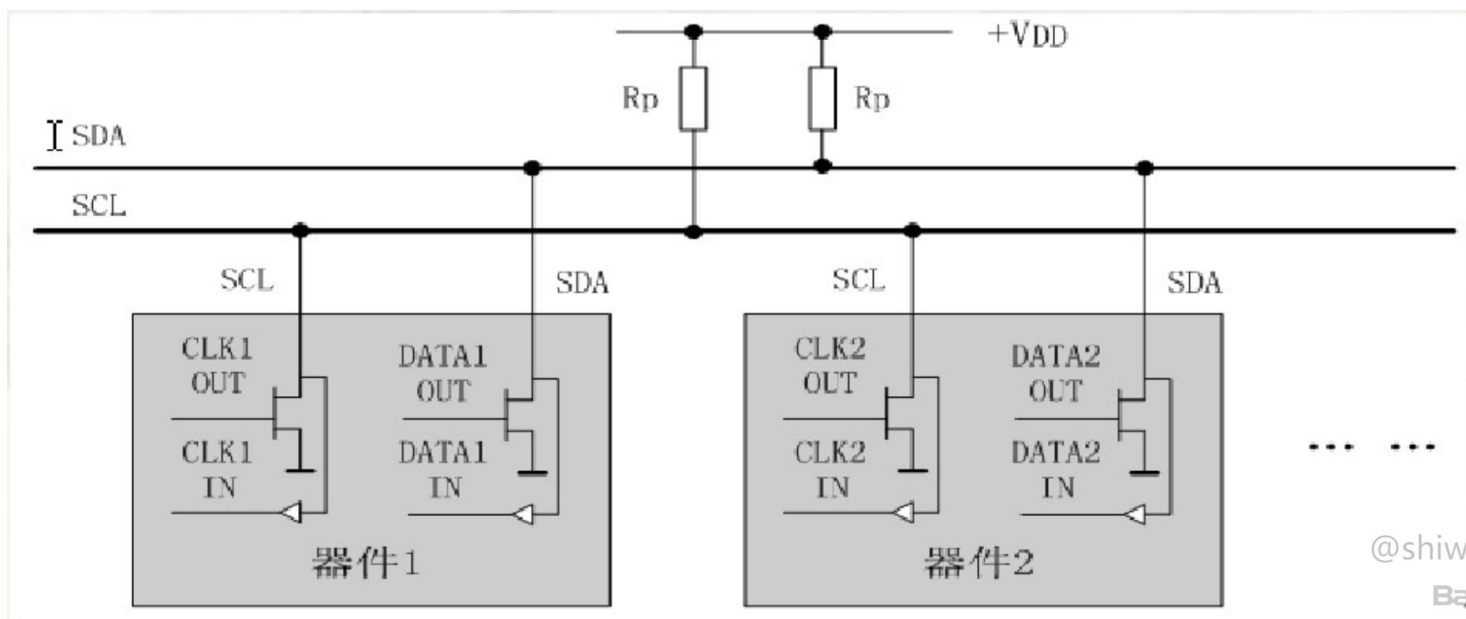 +VDD
Rp
Rp
SDA
SCL
SCL
SDA
SCL
SDA
CLK1
OUT
DATA1
OUT
CLK1
IN
DATA1
IN
器件1
CLK2
OUT
DATA2
OUT
CLK2
IN
DATA2
IN
器件2
... ...
@shiw
Ba